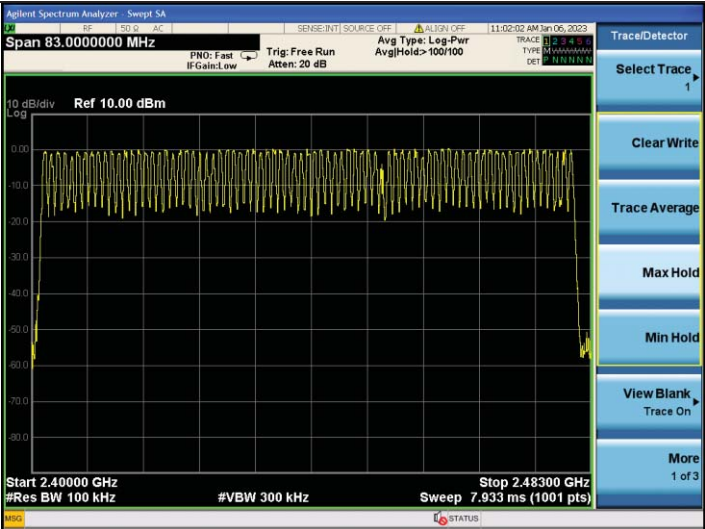 Agilent Spectrum Analyzer - Swept SA
RF 50 Ω AC SENSE:INT SOURCE OFF ALIGN OFF 11:02:02 AM Jan 06, 2023
Span 83.0000000 MHz
PNO: Fast
IFGain:Low
Trig: Free Run
Atten: 20 dB
Avg Type: Log-Pwr
Avg|Hold:>100/100
TRACE 1 2 3 4 5 6
TYPE M
DET P N N N N N
10 dB/div Ref 10.00 dBm
Log
0.00
-10.0
-20.0
-30.0
-40.0
-50.0
-60.0
-70.0
-80.0
Start 2.40000 GHz
Stop 2.48300 GHz
#Res BW 100 kHz
#VBW 300 kHz
Sweep 7.933 ms (1001 pts)
MSG
STATUS
Trace/Detector
Select Trace
1
Clear Write
Trace Average
Max Hold
Min Hold
View Blank
Trace On
More
1 of 3